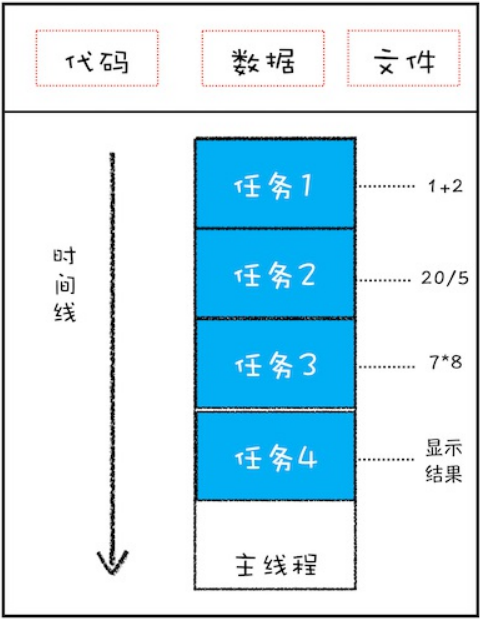 代码 数据 文件
任务1 1+2
时
间
线
任务2 20/5
任务3 7*8
任务4 显示
结果
主线程